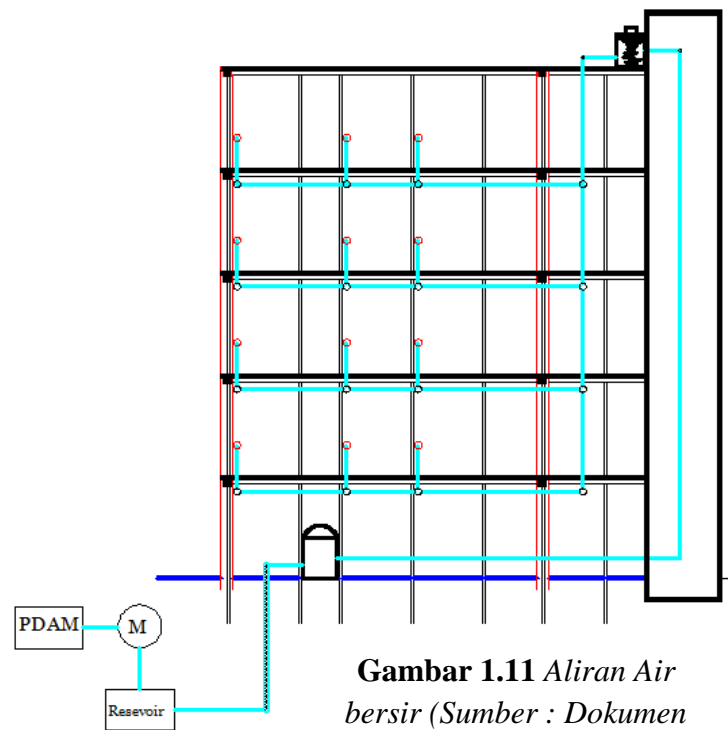 PDAM
M
Resevoir
Gambar 1.11 Aliran Air
bersir (Sumber : Dokumen